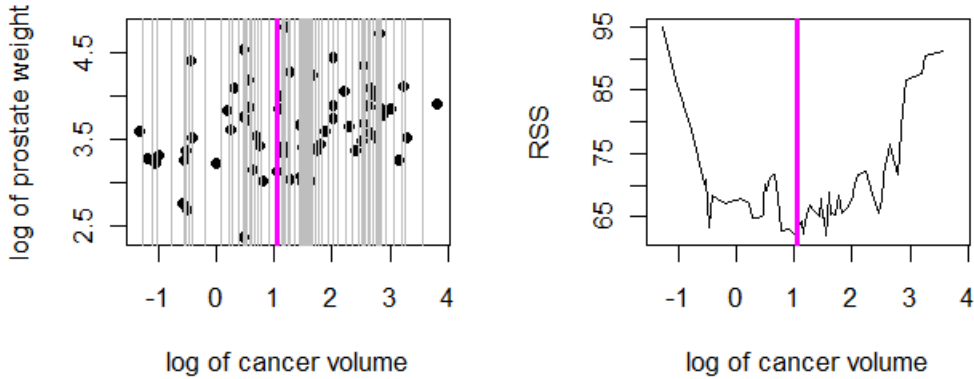 log of prostate weight
4.5
3.5
2.5
-1 0 1 2 3 4
log of cancer volume
RSS
95
85
75
65
-1 0 1 2 3 4
log of cancer volume